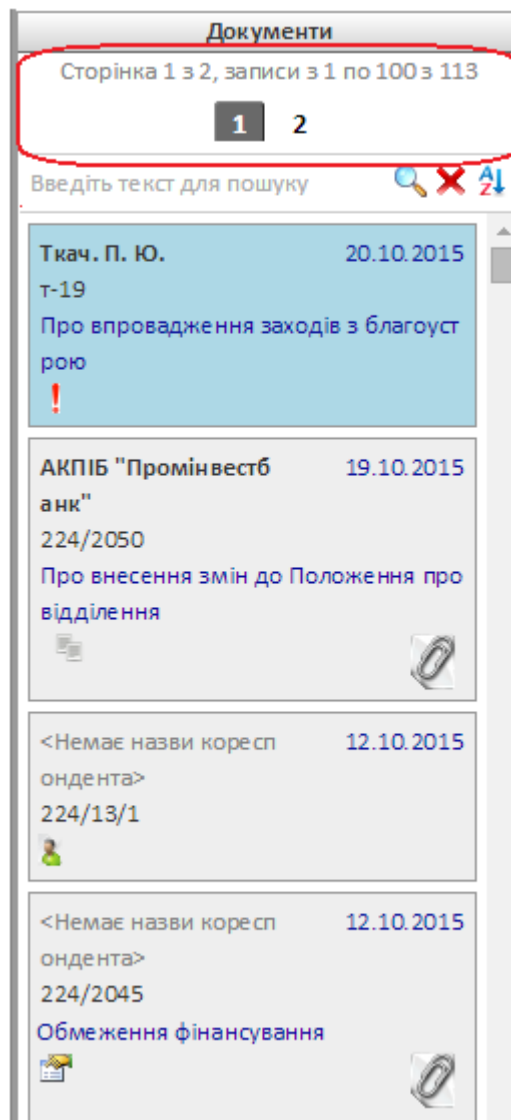 Документи
Сторінка 1 з 2, записи з 1 по 100 з 113
1 2
Введіть текст для пошуку
Ткач. П. Ю. 20.10.2015
т-19
Про впровадження заходів з благоуст
рою
АКПІБ "Промінвестб 19.10.2015
анк"
224/2050
Про внесення змін до Положення про
відділення
<Немає назви коресп 12.10.2015
ондента>
224/13/1
<Немає назви коресп 12.10.2015
ондента>
224/2045
Обмеження фінансування